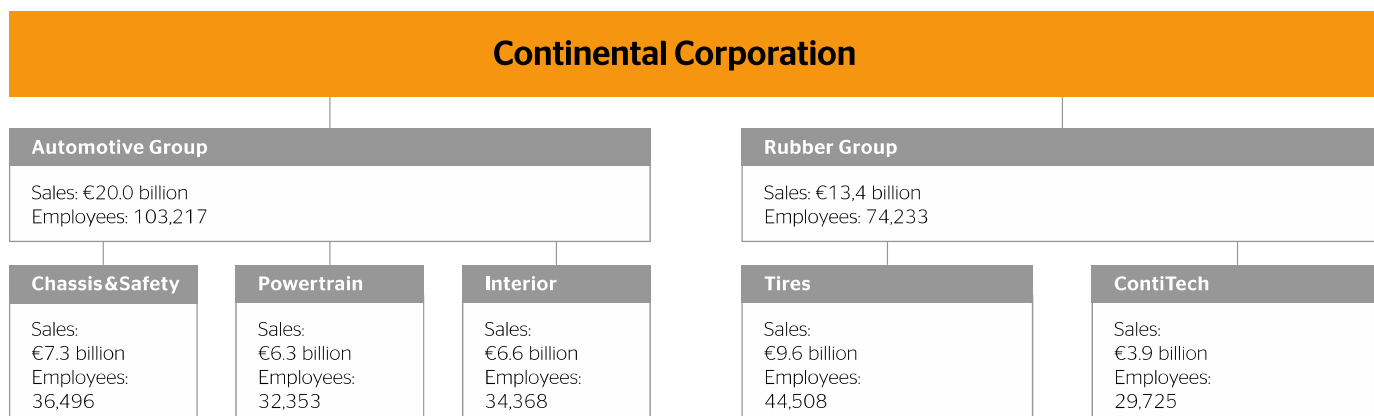 Continental Corporation
Automotive Group
Sales: €20.0 billion
Employees: 103,217
Rubber Group
Sales: €13,4 billion
Employees: 74,233
Chassis&Safety
Sales:
€7.3 billion
Employees:
36,496
Powertrain
Sales:
€6.3 billion
Employees:
32,353
Interior
Sales:
€6.6 billion
Employees:
34,368
Tires
Sales:
€9.6 billion
Employees:
44,508
ContiTech
Sales:
€3.9 billion
Employees:
29,725